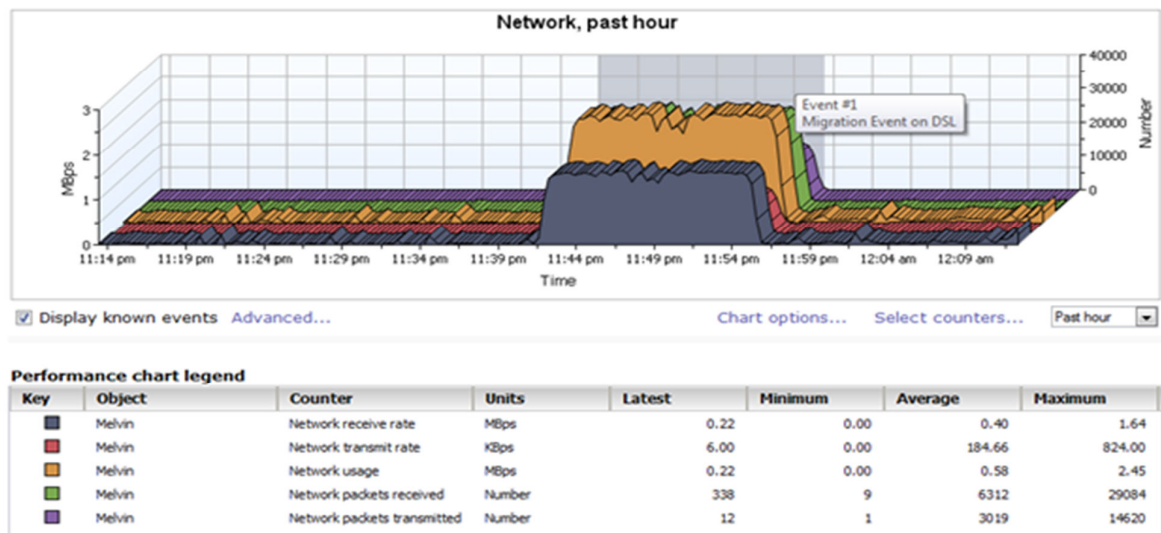 Network, past hour
40000
30000
20000
10000
0
Number
3
2
1
0
MBps
Event #1
Migration Event on DSL
11:14 pm 11:19 pm 11:24 pm 11:29 pm 11:34 pm 11:39 pm 11:44 pm 11:49 pm 11:54 pm 11:59 pm 12:04 am 12:09 am
Time
Display known events Advanced... Chart options... Select counters... Past hour
Performance chart legend
Key Object Counter Units Latest Minimum Average Maximum
Melvin Network receive rate MBps 0.22 0.00 0.40 1.64
Melvin Network transmit rate KBps 6.00 0.00 184.66 824.00
Melvin Network usage MBps 0.22 0.00 0.58 2.45
Melvin Network packets received Number 338 9 6312 29084
Melvin Network packets transmitted Number 12 1 3019 14620